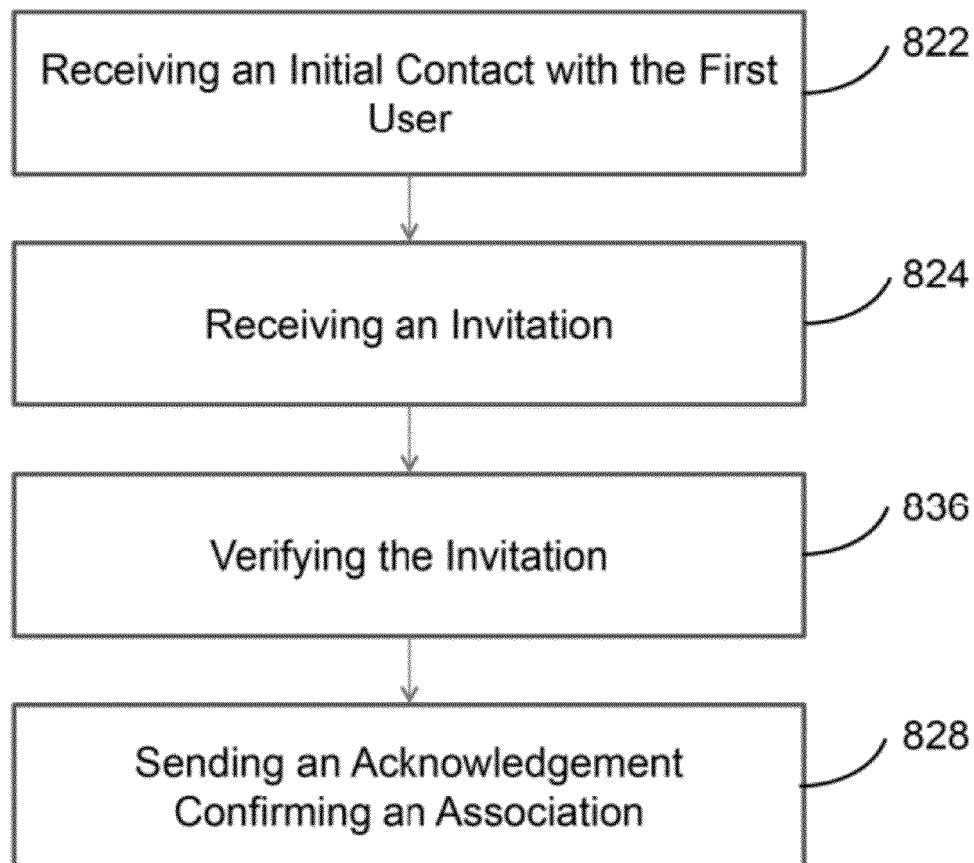 Receiving an Initial Contact with the First
User
822
Receiving an Invitation
824
Verifying the Invitation
836
Sending an Acknowledgement
Confirming an Association
828